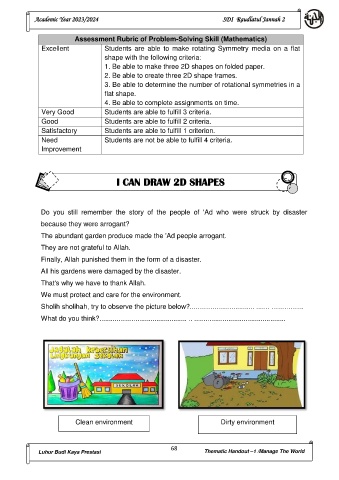 Academic Year 2023/2024 SDI Raudlatul Jannah 2
Assessment Rubric of Problem-Solving Skill (Mathematics)
Excellent Students are able to make rotating Symmetry media on a flat
shape with the following criteria:
1. Be able to make three 2D shapes on folded paper.
2. Be able to create three 2D shape frames.
3. Be able to determine the number of rotational symmetries in a
flat shape.
4. Be able to complete assignments on time.
Very Good Students are able to fulfill 3 criteria.
Good Students are able to fulfill 2 criteria.
Satisfactory Students are able to fulfill 1 criterion.
Need Students are not be able to fulfill 4 criteria.
Improvement
I CAN DRAW 2D SHAPES
Do you still remember the story of the people of 'Ad who were struck by disaster
because they were arrogant?
The abundant garden produce made the 'Ad people arrogant.
They are not grateful to Allah.
Finally, Allah punished them in the form of a disaster.
All his gardens were damaged by the disaster.
That's why we have to thank Allah.
We must protect and care for the environment.
Sholih sholihah, try to observe the picture below?.................................... ....... ..................
What do you think?................................................ .. ...................................................
Jagalah kebersihan
lingkungan sekolah
Clean environment Dirty environment
Luhur Budi Kaya Prestasi 68 Thematic Handout –1 /Manage The World